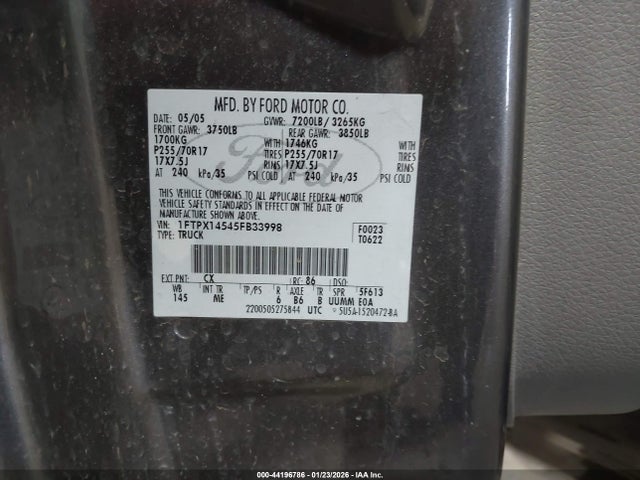 MFD. BY FORD MOTOR CO.
DATE: 05/05 GVWR: 7200LB/ 3265KG
FRONT GAWR: 3750LB REAR GAWR: 3850LB
1700KG WITH 1746KG WITH
P255/70R17 TIRES P255/70R17 TIRES
17X7.5J RIMS 17X7.5J RIMS
AT 240 kPa/35 PSI COLD AT 240 kPa/35 PSI COLD
Ford
THIS VEHICLE CONFORMS TO ALL APPLICABLE FEDERAL MOTOR
VEHICLE SAFETY STANDARDS IN EFFECT ON THE DATE OF
MANUFACTURE SHOWN ABOVE.
VIN: 1FTPX14545FB33998 F0023
TYPE: TRUCK T0622
EXT PNT: CX RC: 86 DSO:
WB INT TR TP/PS R AXLE TR SPR 5F613
145 ME 6 B6 B UUMM E0A
2200505275844 UTC 5U5A-1520472-BA
000-44196786 - 01/23/2026 - IAA Inc.